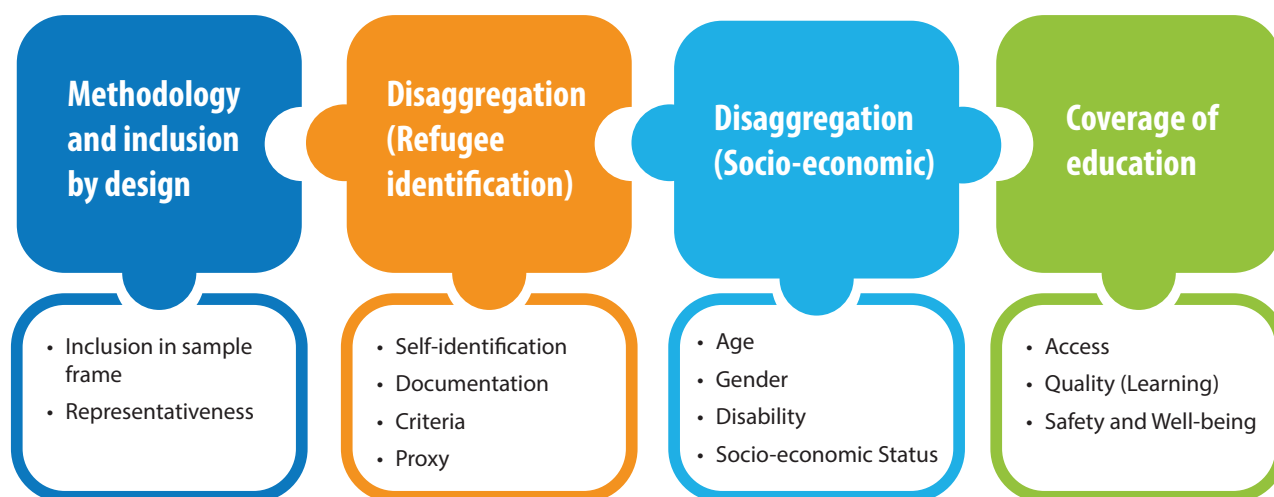 Methodology
and inclusion
by design
• Inclusion in sample
frame
• Representativeness
Disaggregation
(Refugee
identification)
• Self-identification
• Documentation
• Criteria
• Proxy
Disaggregation
(Socio-economic)
• Age
• Gender
• Disability
• Socio-economic Status
Coverage of
education
• Access
• Quality (Learning)
• Safety and Well-being